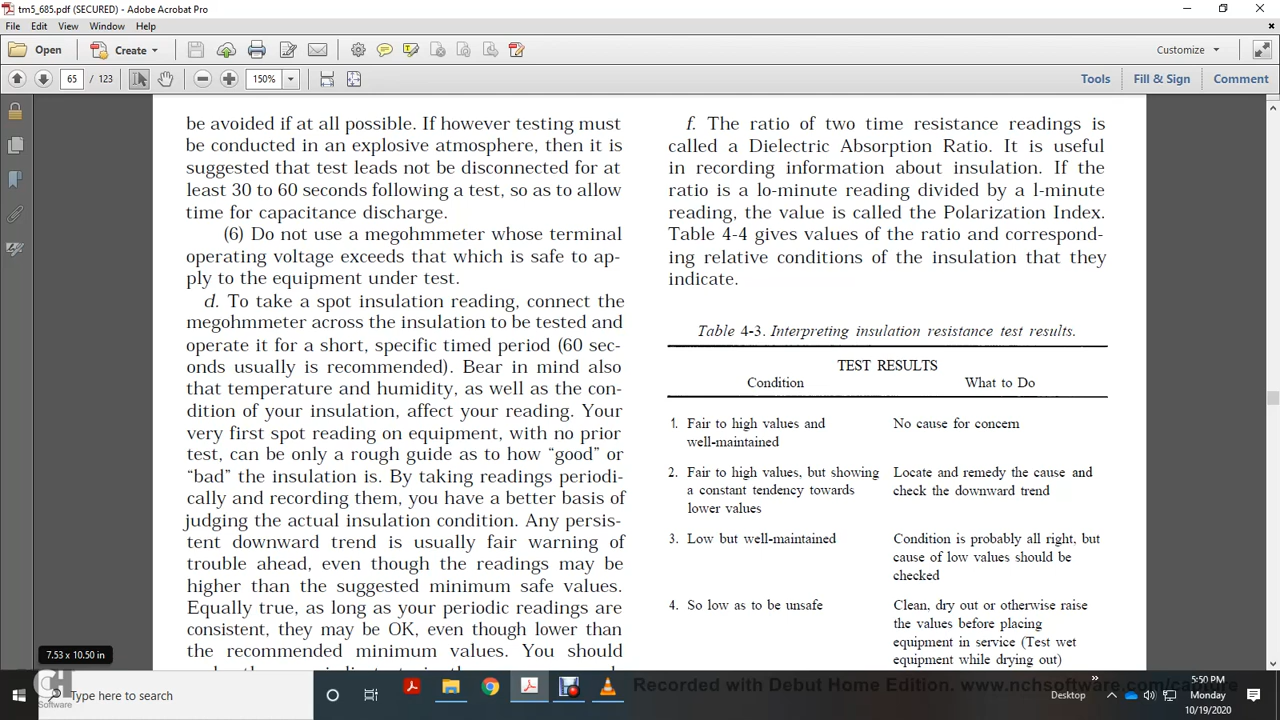 tm5_685.pdf (SECURED) - Adobe Acrobat Pro
File Edit View Window Help
Open Create Customize
65 / 123 150% Tools Fill & Sign Comment
be avoided if at all possible. If however testing must
be conducted in an explosive atmosphere, then it is
suggested that test leads not be disconnected for at
least 30 to 60 seconds following a test, so as to allow
time for capacitance discharge.
(6) Do not use a megohmmeter whose terminal
operating voltage exceeds that which is safe to ap-
ply to the equipment under test.
d. To take a spot insulation reading, connect the
megohmmeter across the insulation to be tested and
operate it for a short, specific timed period (60 sec-
onds usually is recommended). Bear in mind also
that temperature and humidity, as well as the con-
dition of your insulation, affect your reading. Your
very first spot reading on equipment, with no prior
test, can be only a rough guide as to how “good” or
“bad” the insulation is. By taking readings periodi-
cally and recording them, you have a better basis of
judging the actual insulation condition. Any persis-
tent downward trend is usually fair warning of
trouble ahead, even though the readings may be
higher than the suggested minimum safe values.
Equally true, as long as your periodic readings are
consistent, they may be OK, even though lower than
the recommended minimum values. You should
f. The ratio of two time resistance readings is
called a Dielectric Absorption Ratio. It is useful
in recording information about insulation. If the
ratio is a lo-minute reading divided by a l-minute
reading, the value is called the Polarization Index.
Table 4-4 gives values of the ratio and correspond-
ing relative conditions of the insulation that they
indicate.
Table 4-3. Interpreting insulation resistance test results.
TEST RESULTS
Condition What to Do
1. Fair to high values and No cause for concern
well-maintained
2. Fair to high values, but showing Locate and remedy the cause and
a constant tendency towards check the downward trend
lower values
3. Low but well-maintained Condition is probably all right, but
cause of low values should be
checked
4. So low as to be unsafe Clean, dry out or otherwise raise
the values before placing
equipment in service (Test wet
equipment while drying out)
7.53 x 10.50 in
CH
Software
Type here to search
Recorded with Debut Home Edition. www.nchsoftware.com/capture
Desktop
5:50 PM
Monday
10/19/2020